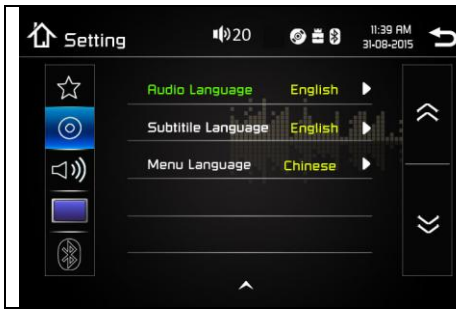 Setting
20
11:39 AM
31-08-2015
Audio Language English
Subtitile Language English
Menu Language Chinese